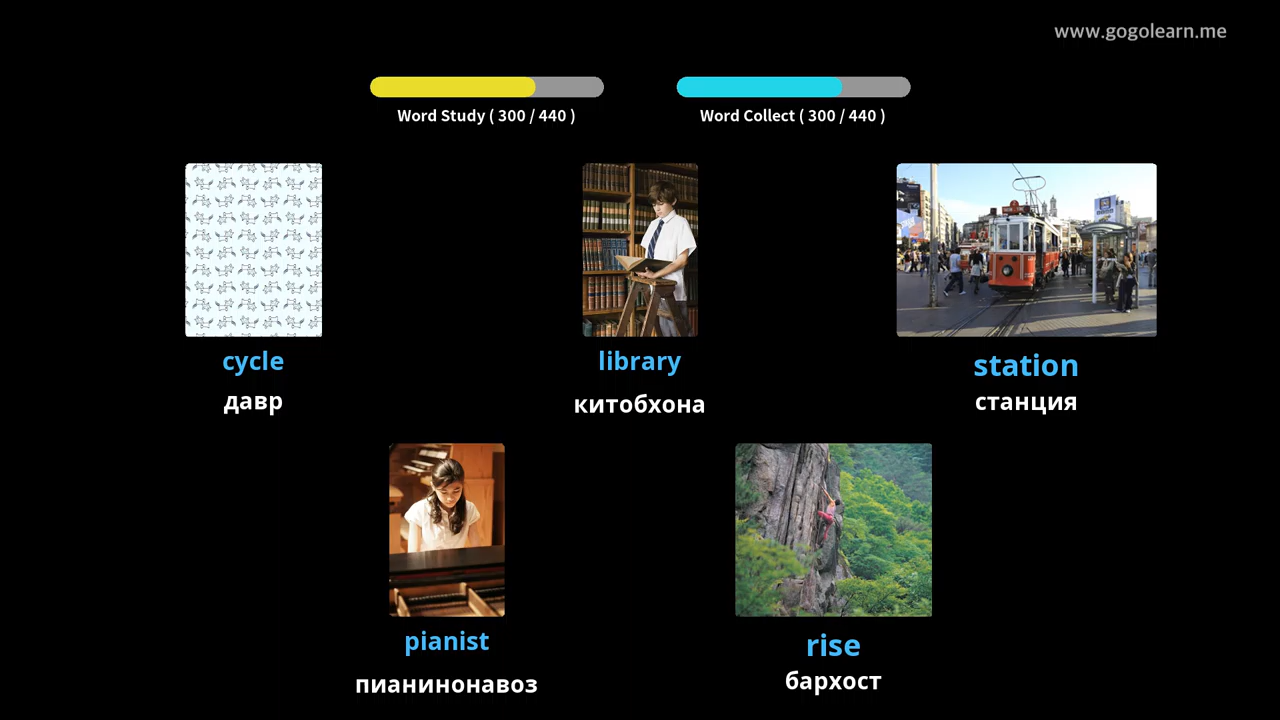 www.gogolearn.me
Word Study ( 300 / 440 )
Word Collect ( 300 / 440 )
cycle
давр
library
китобхона
station
станция
pianist
пианинонавоз
rise
бархост